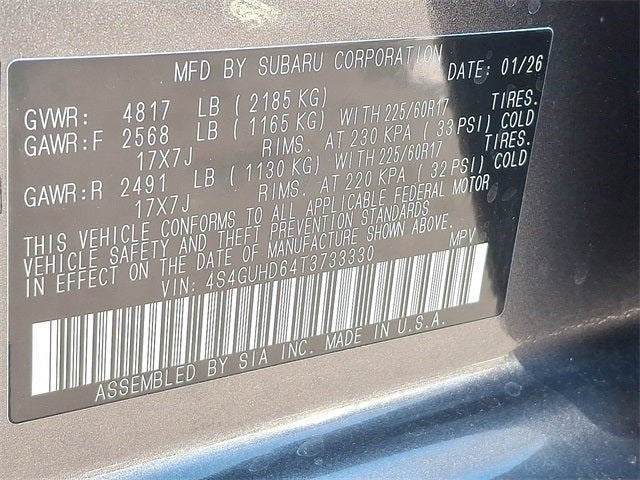 MFD BY SUBARU CORPORATION DATE: 01/26
GVWR: 4817 LB ( 2185 KG)
GAWR:F 2568 LB ( 1165 KG) WITH 225/60R17 TIRES.
17X7J RIMS. AT 230 KPA ( 33 PSI) COLD
GAWR:R 2491 LB ( 1130 KG) WITH 225/60R17 TIRES.
17X7J RIMS. AT 220 KPA ( 32 PSI) COLD
THIS VEHICLE CONFORMS TO ALL APPLICABLE FEDERAL MOTOR
VEHICLE SAFETY AND THEFT PREVENTION STANDARDS
IN EFFECT ON THE DATE OF MANUFACTURE SHOWN ABOVE.
VIN: 4S4GUHD64T3733330 MPV
ASSEMBLED BY SIA INC. MADE IN U.S.A.